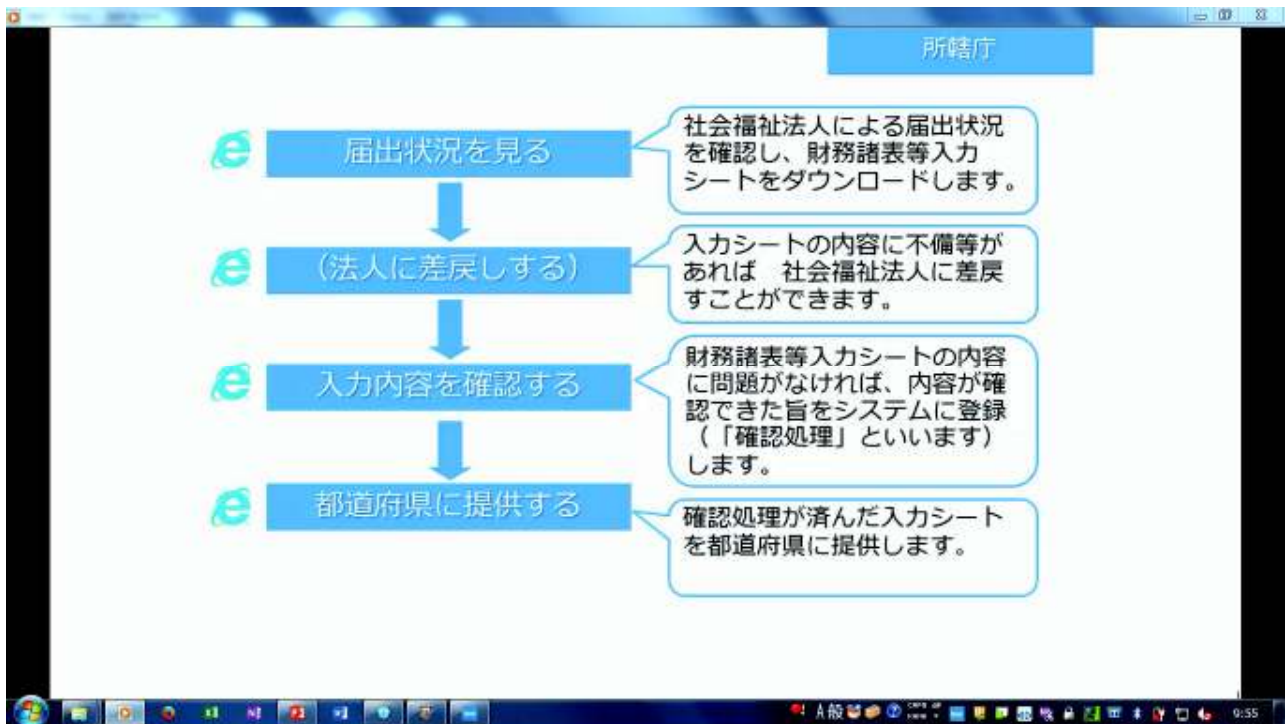 所轄庁
届出状況を見る
社会福祉法人による届出状況
を確認し、財務諸表等入力
シートをダウンロードします。
(法人に差戻しする)
入力シートの内容に不備等が
あれば 社会福祉法人に差戻
すことができます。
入力内容を確認する
財務諸表等入力シートの内容
に問題がなければ、内容が確
認できた旨をシステムに登録
(「確認処理」といいます)
します。
都道府県に提供する
確認処理が済んだ入力シート
を都道府県に提供します。
A 般
9:55